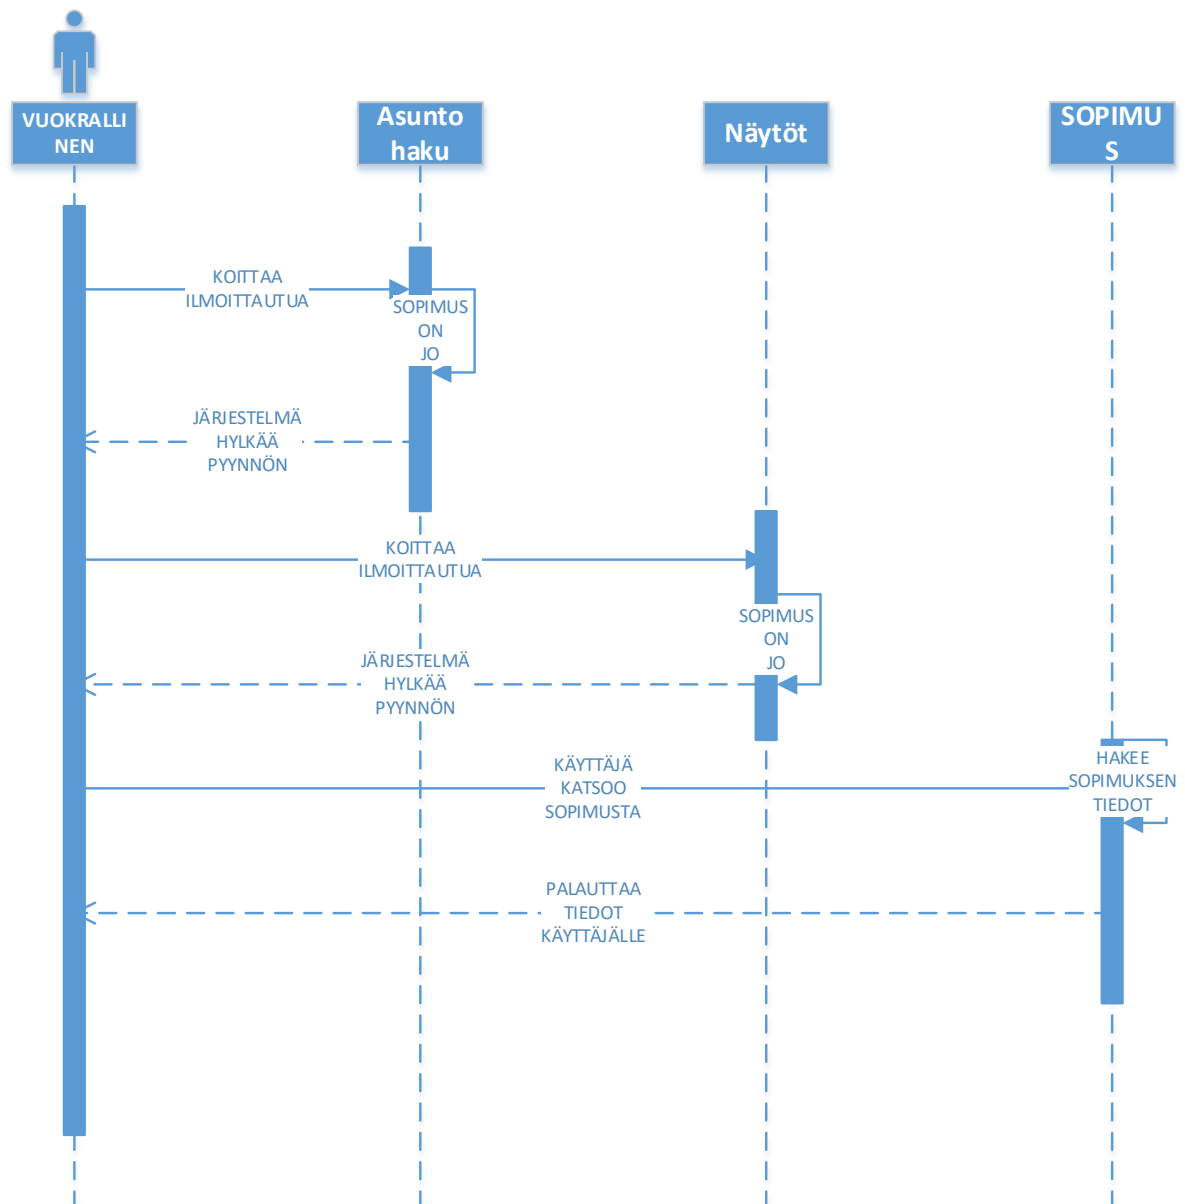 VUOKRALLI
NEN
Asunto
haku
Näytöt
SOPIMU
S
KOITTAA
ILMOITTAUTUA
SOPIMUS
ON
JO
JÄRJESTELMÄ
HYLKÄÄ
PYYNNÖN
KOITTAA
ILMOITTAUTUA
SOPIMUS
ON
JO
JÄRJESTELMÄ
HYLKÄÄ
PYYNNÖN
KÄYTTÄJÄ
KATSOO
SOPIMUSTA
HAKEE
SOPIMUKSEN
TIEDOT
PALAUTTAA
TIEDOT
KÄYTTÄJÄLLE